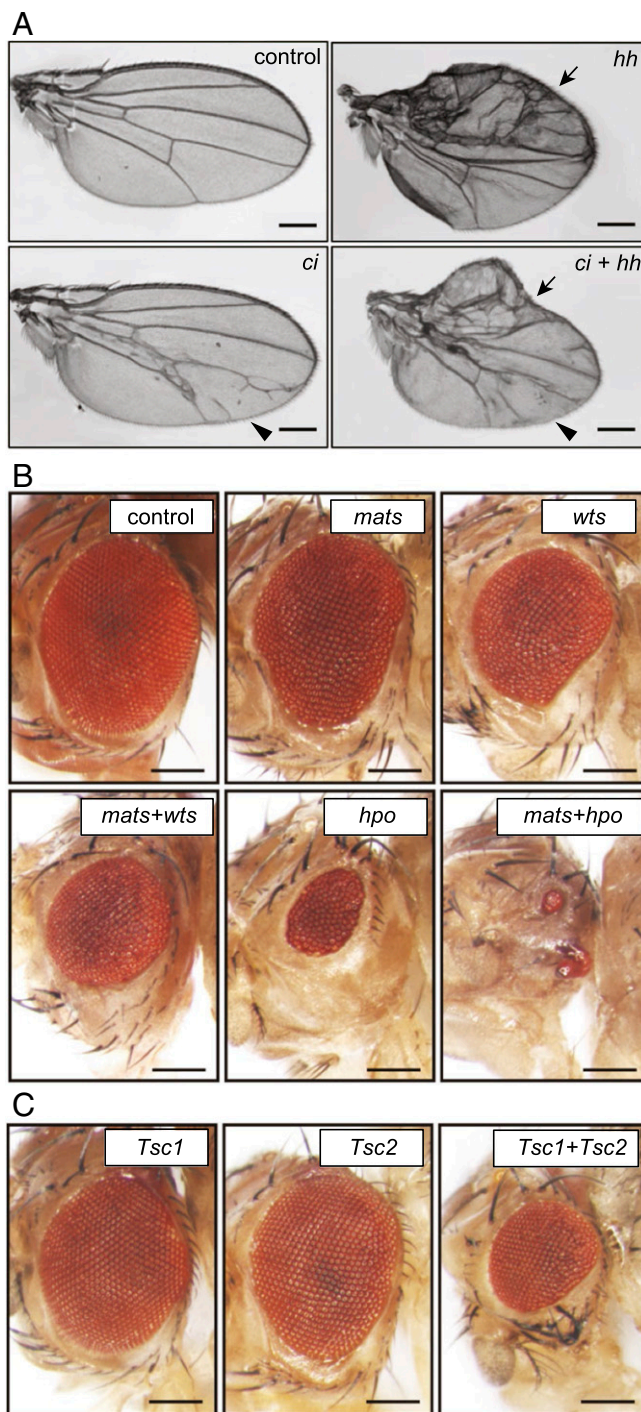 A
control
hh
ci
ci + hh
B
control
mats
wts
mats+wts
hpo
mats+hpo
C
Tsc1
Tsc2
Tsc1+Tsc2